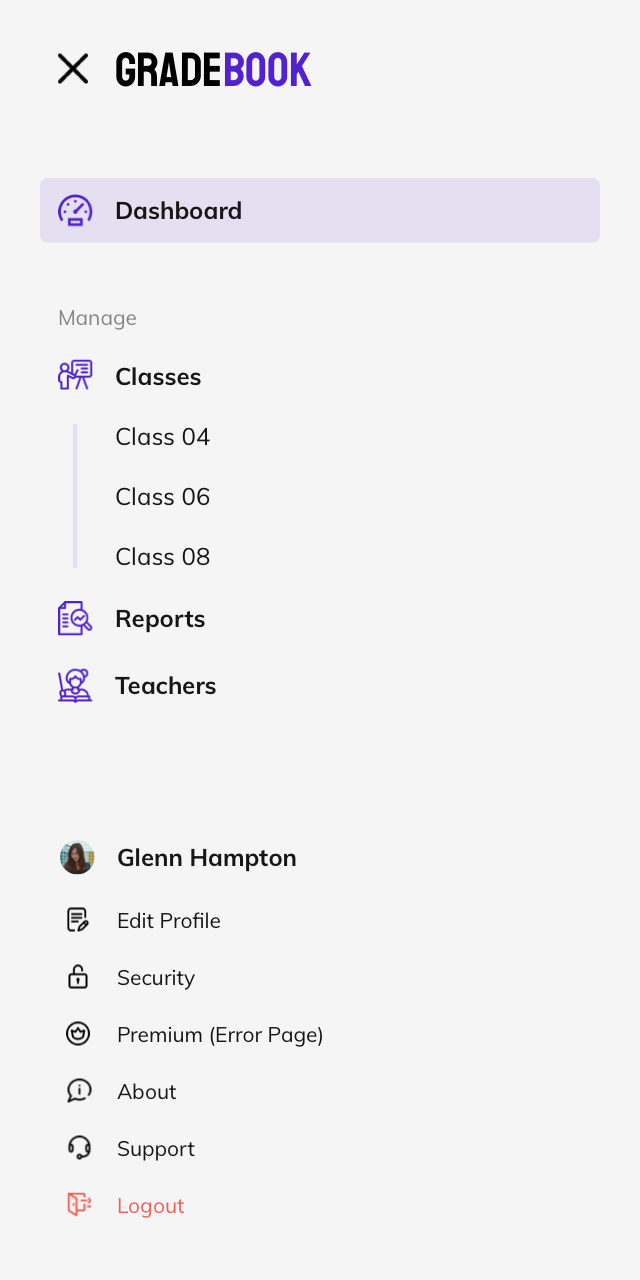 GRADEBOOK
Dashboard
Manage
Classes
Class 04
Class 06
Class 08
Reports
Teachers
Glenn Hampton
Edit Profile
Security
Premium (Error Page)
About
Support
Logout